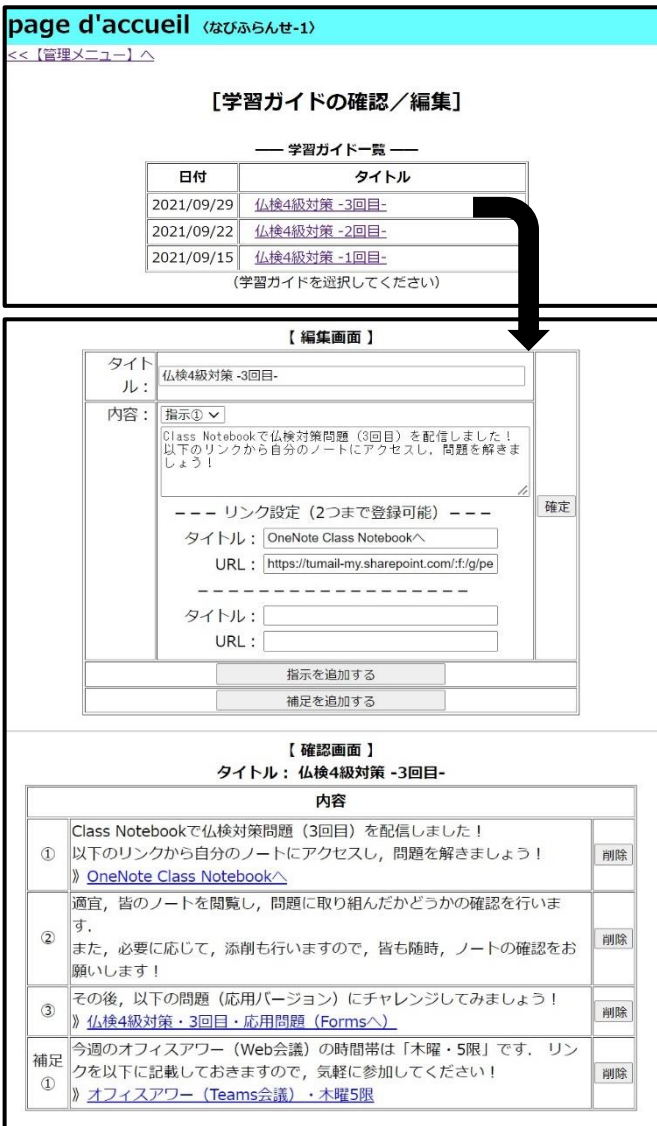 page d'accueil 〈なびふらんせ-1〉
<<【管理メニュー】へ
［学習ガイドの確認／編集］
―― 学習ガイド一覧 ――
日付 タイトル
2021/09/29 仏検4級対策 -3回目-
2021/09/22 仏検4級対策 -2回目-
2021/09/15 仏検4級対策 -1回目-
（学習ガイドを選択してください）
【 編集画面 】
タイト
ル： 仏検4級対策 -3回目-
内容： 指示①
Class Notebookで仏検対策問題（3回目）を配信しました！
以下のリンクから自分のノートにアクセスし，問題を解きま
しょう！
－－－ リンク設定（2つまで登録可能）－－－
タイトル： OneNote Class Notebookへ
URL： https://tumail-my.sharepoint.com/:f:/g/pe
確定
－－－－－－－－－－－－－－－－－－
タイトル：
URL：
指示を追加する
補足を追加する
【 確認画面 】
タイトル： 仏検4級対策 -3回目-
内容
① Class Notebookで仏検対策問題（3回目）を配信しました！
以下のリンクから自分のノートにアクセスし，問題を解きましょう！
》OneNote Class Notebookへ
削除
② 適宜，皆のノートを閲覧し，問題に取り組んだかどうかの確認を行いま
す．
また，必要に応じて，添削も行いますので，皆も随時，ノートの確認をお
願いします！
削除
③ その後，以下の問題（応用バージョン）にチャレンジしてみましょう！
》仏検4級対策・3回目・応用問題（Formsへ）
削除
補足
① 今週のオフィスアワー（Web会議）の時間帯は「木曜・5限」です． リン
クを以下に記載しておきますので，気軽に参加してください！
》オフィスアワー（Teams会議）・木曜5限
削除